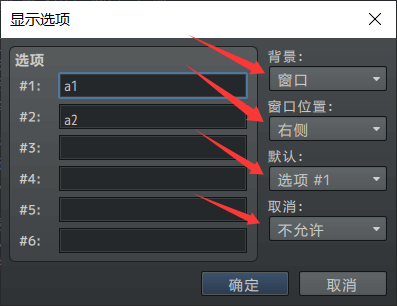 显示选项
选项
#1: a1
#2: a2
#3:
#4:
#5:
#6:
背景:
窗口
窗口位置:
右侧
默认:
选项 #1
取消:
不允许
确定
取消